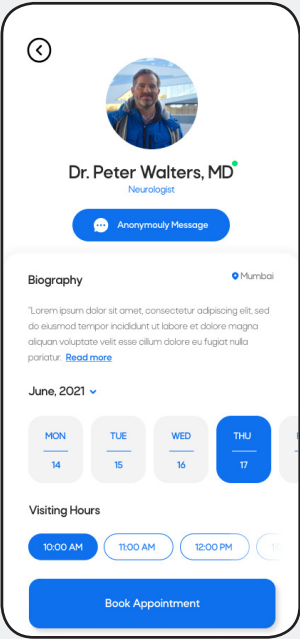 Dr. Peter Walters, MD
Neurologist
Anonymouly Message
Biography
Mumbai
"Lorem ipsum dolor sit amet, consectetur adipiscing elit, sed
do eiusmod tempor incididunt ut labore et dolore magna
aliquan voluptate velit esse cillum dolore eu fugiat nulla
pariatur. Read more
June, 2021
MON TUE WED THU
14 15 16 17
Visiting Hours
10:00 AM 11:00 AM 12:00 PM
Book Appointment